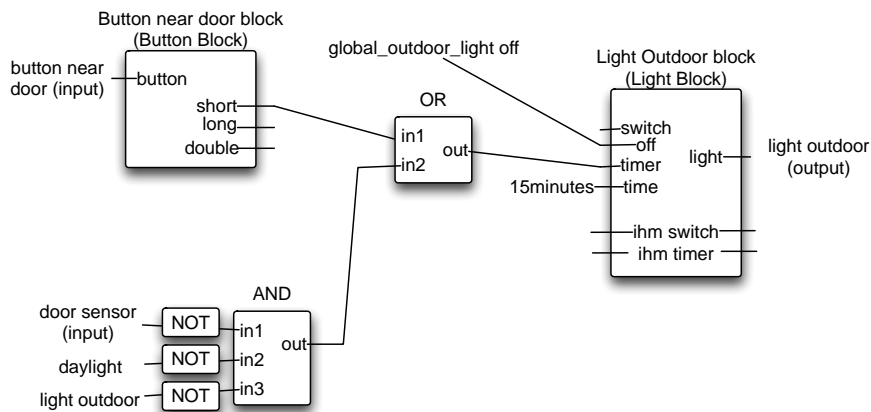 Button near door block
(Button Block)
button near
door (input)
button
short
long
double
global_outdoor_light off
OR
in1
in2
out
Light Outdoor block
(Light Block)
switch
off
timer
15minutes
time
light
light outdoor
(output)
ihm switch
ihm timer
AND
door sensor
(input)
NOT
in1
daylight
NOT
in2
light outdoor
NOT
in3
out